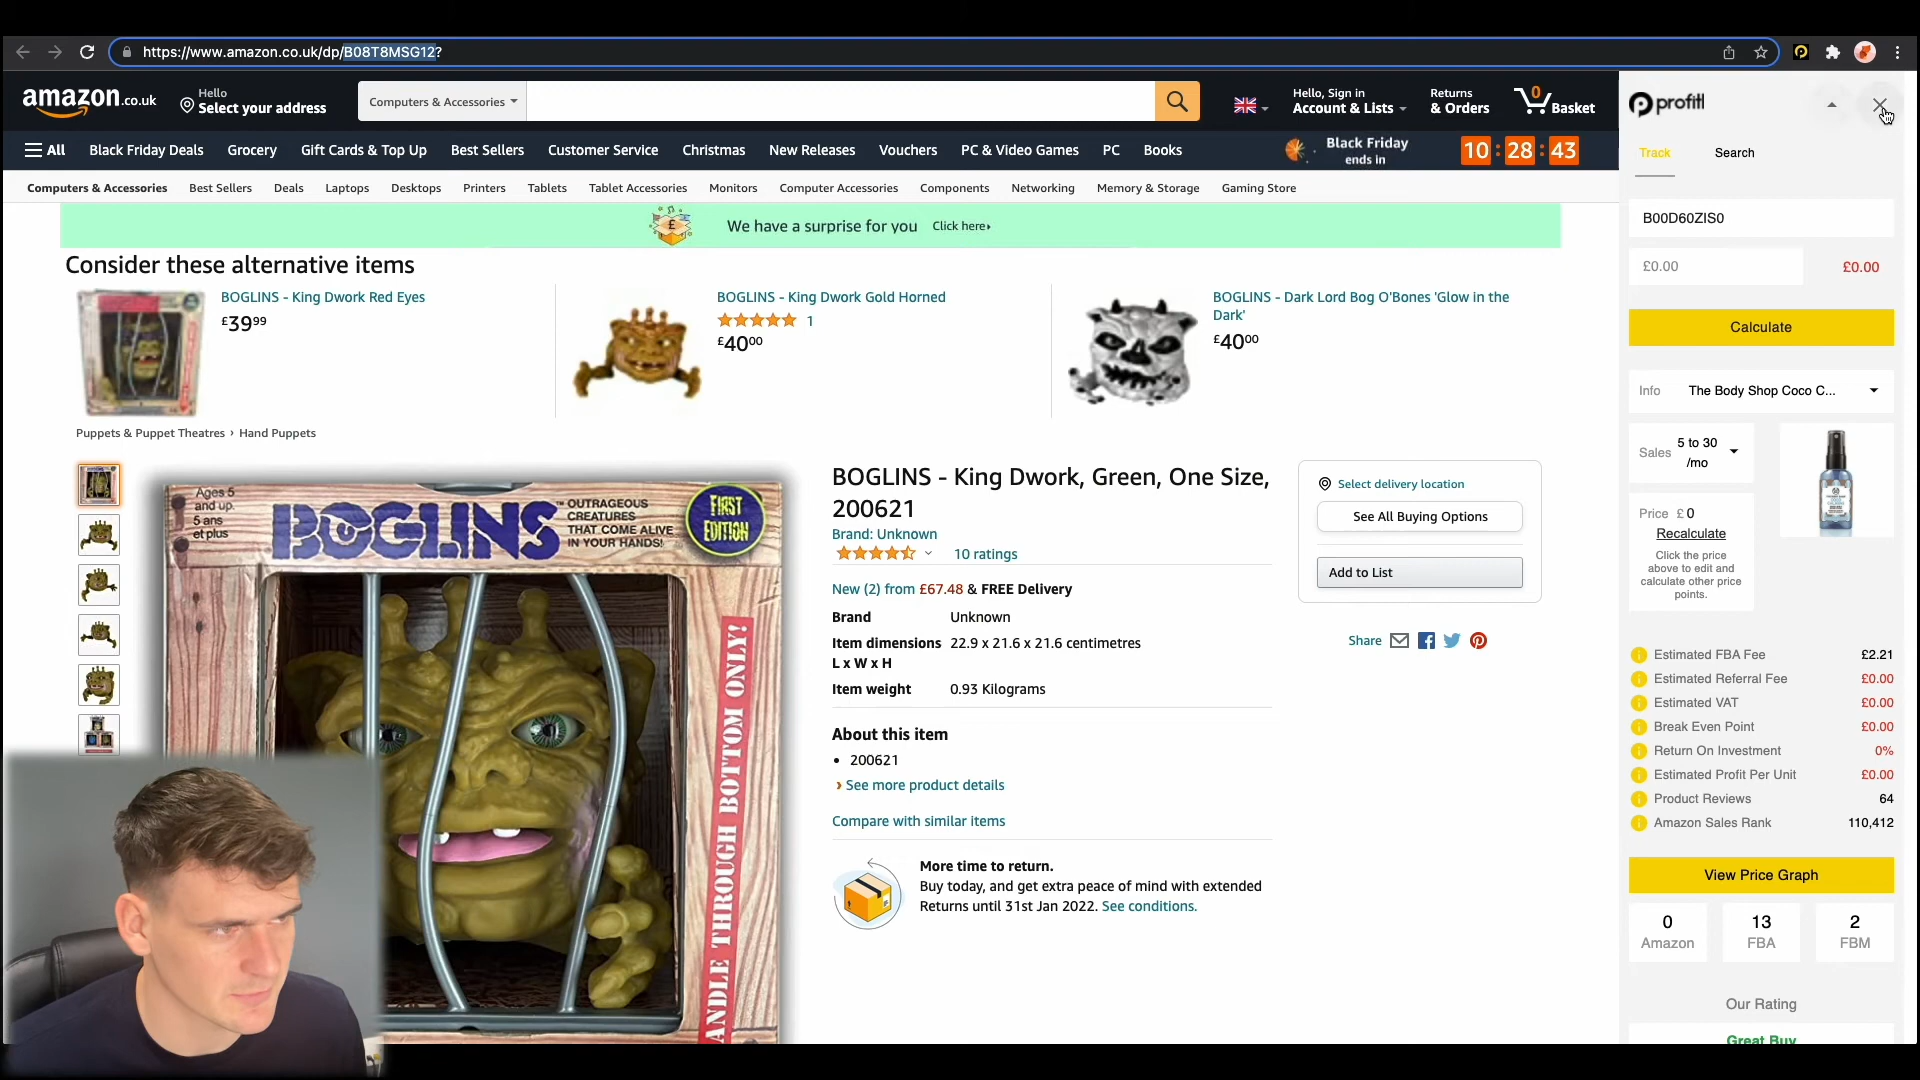 https://www.amazon.co.uk/dp/B08T8MSG12?
amazon.co.uk
Hello
Select your address
Computers & Accessories
Hello, Sign in
Account & Lists
Returns
& Orders
0
Basket
All
Black Friday Deals
Grocery
Gift Cards & Top Up
Best Sellers
Customer Service
Christmas
New Releases
Vouchers
PC & Video Games
PC
Books
Black Friday
ends in
10 : 28 : 43
Computers & Accessories
Best Sellers
Deals
Laptops
Desktops
Printers
Tablets
Tablet Accessories
Monitors
Computer Accessories
Components
Networking
Memory & Storage
Gaming Store
We have a surprise for you
Click here
Consider these alternative items
BOGLINS - King Dwork Red Eyes
£3999
BOGLINS - King Dwork Gold Horned
1
£4000
BOGLINS - Dark Lord Bog O'Bones 'Glow in the
Dark'
£4000
Puppets & Puppet Theatres › Hand Puppets
Ages 5
and up.
5 ans
et plus
BOGLINS
™
OUTRAGEOUS
CREATURES
THAT COME ALIVE
IN YOUR HANDS!
FIRST
EDITION
ANDLE THROUGH BOTTOM ONLY!
BOGLINS - King Dwork, Green, One Size,
200621
Brand: Unknown
10 ratings
New (2) from £67.48 & FREE Delivery
Brand Unknown
Item dimensions 22.9 x 21.6 x 21.6 centimetres
L x W x H
Item weight 0.93 Kilograms
About this item
• 200621
› See more product details
Compare with similar items
More time to return.
Buy today, and get extra peace of mind with extended
Returns until 31st Jan 2022. See conditions.
Select delivery location
See All Buying Options
Add to List
Share
profitl
Track
Search
B00D60ZIS0
£0.00
£0.00
Calculate
Info
The Body Shop Coco C...
Sales
5 to 30
/mo
Price £ 0
Recalculate
Click the price
above to edit and
calculate other price
points.
Estimated FBA Fee £2.21
Estimated Referral Fee £0.00
Estimated VAT £0.00
Break Even Point £0.00
Return On Investment 0%
Estimated Profit Per Unit £0.00
Product Reviews 64
Amazon Sales Rank 110,412
View Price Graph
0
Amazon
13
FBA
2
FBM
Our Rating
Great Buy